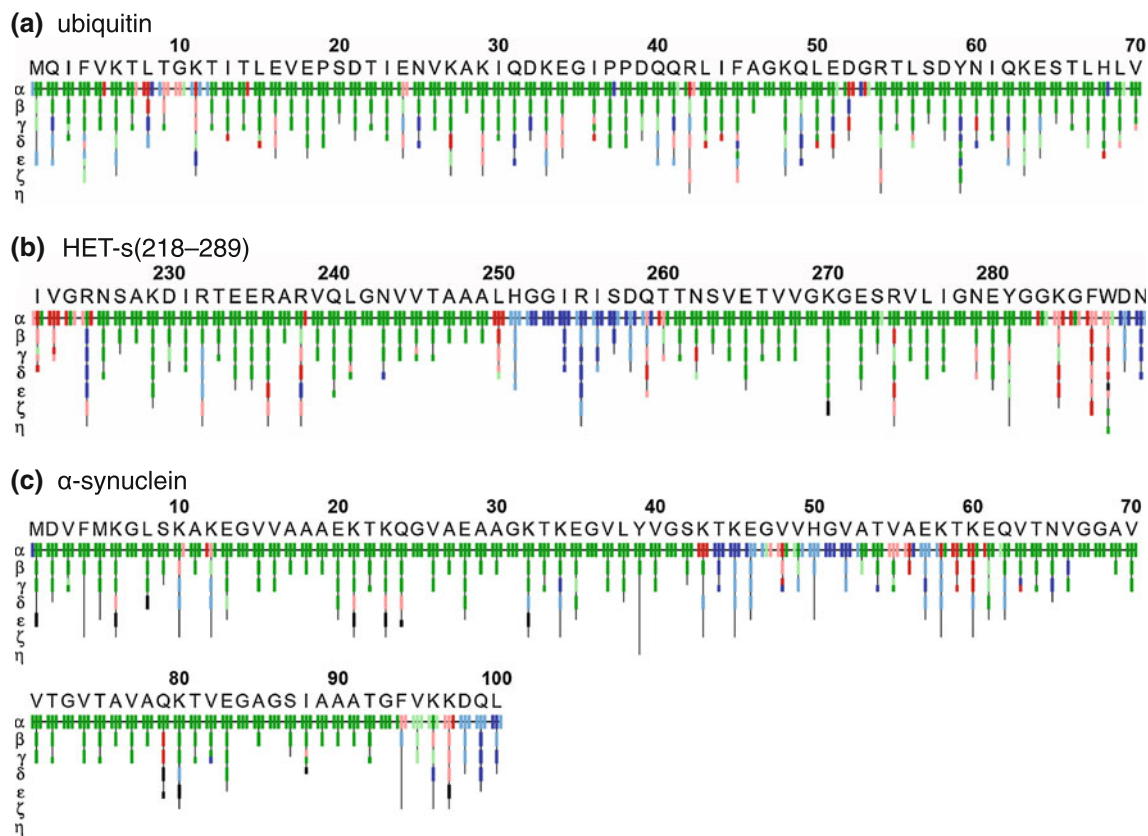 (a) ubiquitin
10 20 30 40 50 60 70
MQIFVKTLTGKTITLEVEPSDTIENVKAKIQDKEGIPPDQQRLIFAGKQLEDGRTLSDYNIQKESTLHLV
α
β
γ
δ
ε
ζ
η
(b) HET-s(218–289)
230 240 250 260 270 280
IVGRNSAKDIRTEERARVQLGNVVTAAALHGGIRISDQTTNSVETVVGKGESRVLIGNEYGGKGFWDN
α
β
γ
δ
ε
ζ
η
(c) α-synuclein
10 20 30 40 50 60 70
MDVFMKGLSKAKEGVVAAAEKTKQGVAEAAGKTKEGVLYVGSKTKEGVVHGVATVAEKTKEQVTNVGGAV
α
β
γ
δ
ε
ζ
η
80 90 100
VTGVTAVAQKTVEGAGSIAAATGFVKKDQL
α
β
γ
δ
ε
ζ
η